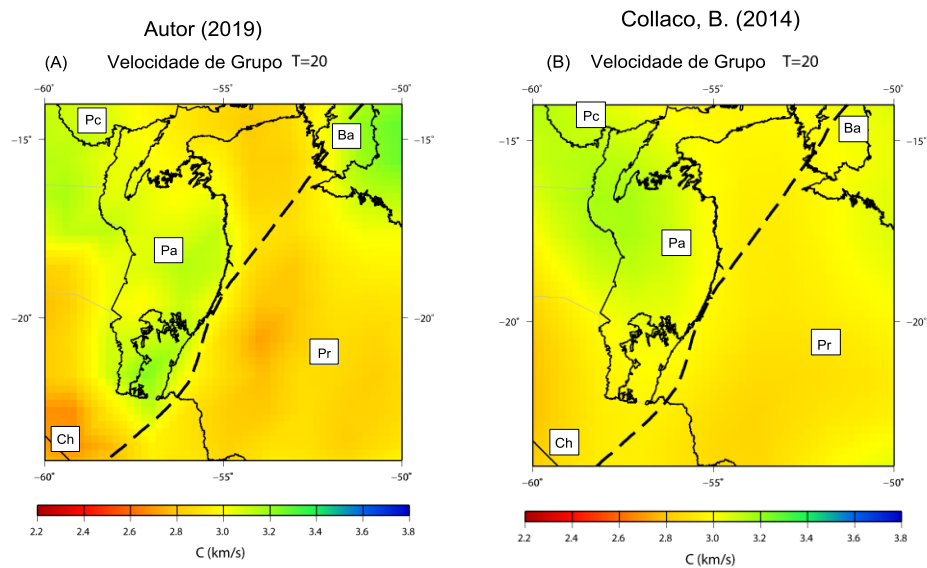 Autor (2019)
(A) Velocidade de Grupo T=20
−60˚ −55˚ −50˚
Pc
Ba
−15˚
Pa
−20˚
Pr
Ch
−60˚ −55˚ −50˚
2.2 2.4 2.6 2.8 3.0 3.2 3.4 3.6 3.8
C (km/s)
Collaco, B. (2014)
(B) Velocidade de Grupo T=20
−60˚ −55˚ −50˚
Pc
Ba
−15˚ −15˚
Pa
−20˚ −20˚
Pr
Ch
−60˚ −55˚ −50˚
2.2 2.4 2.6 2.8 3.0 3.2 3.4 3.6 3.8
C (km/s)